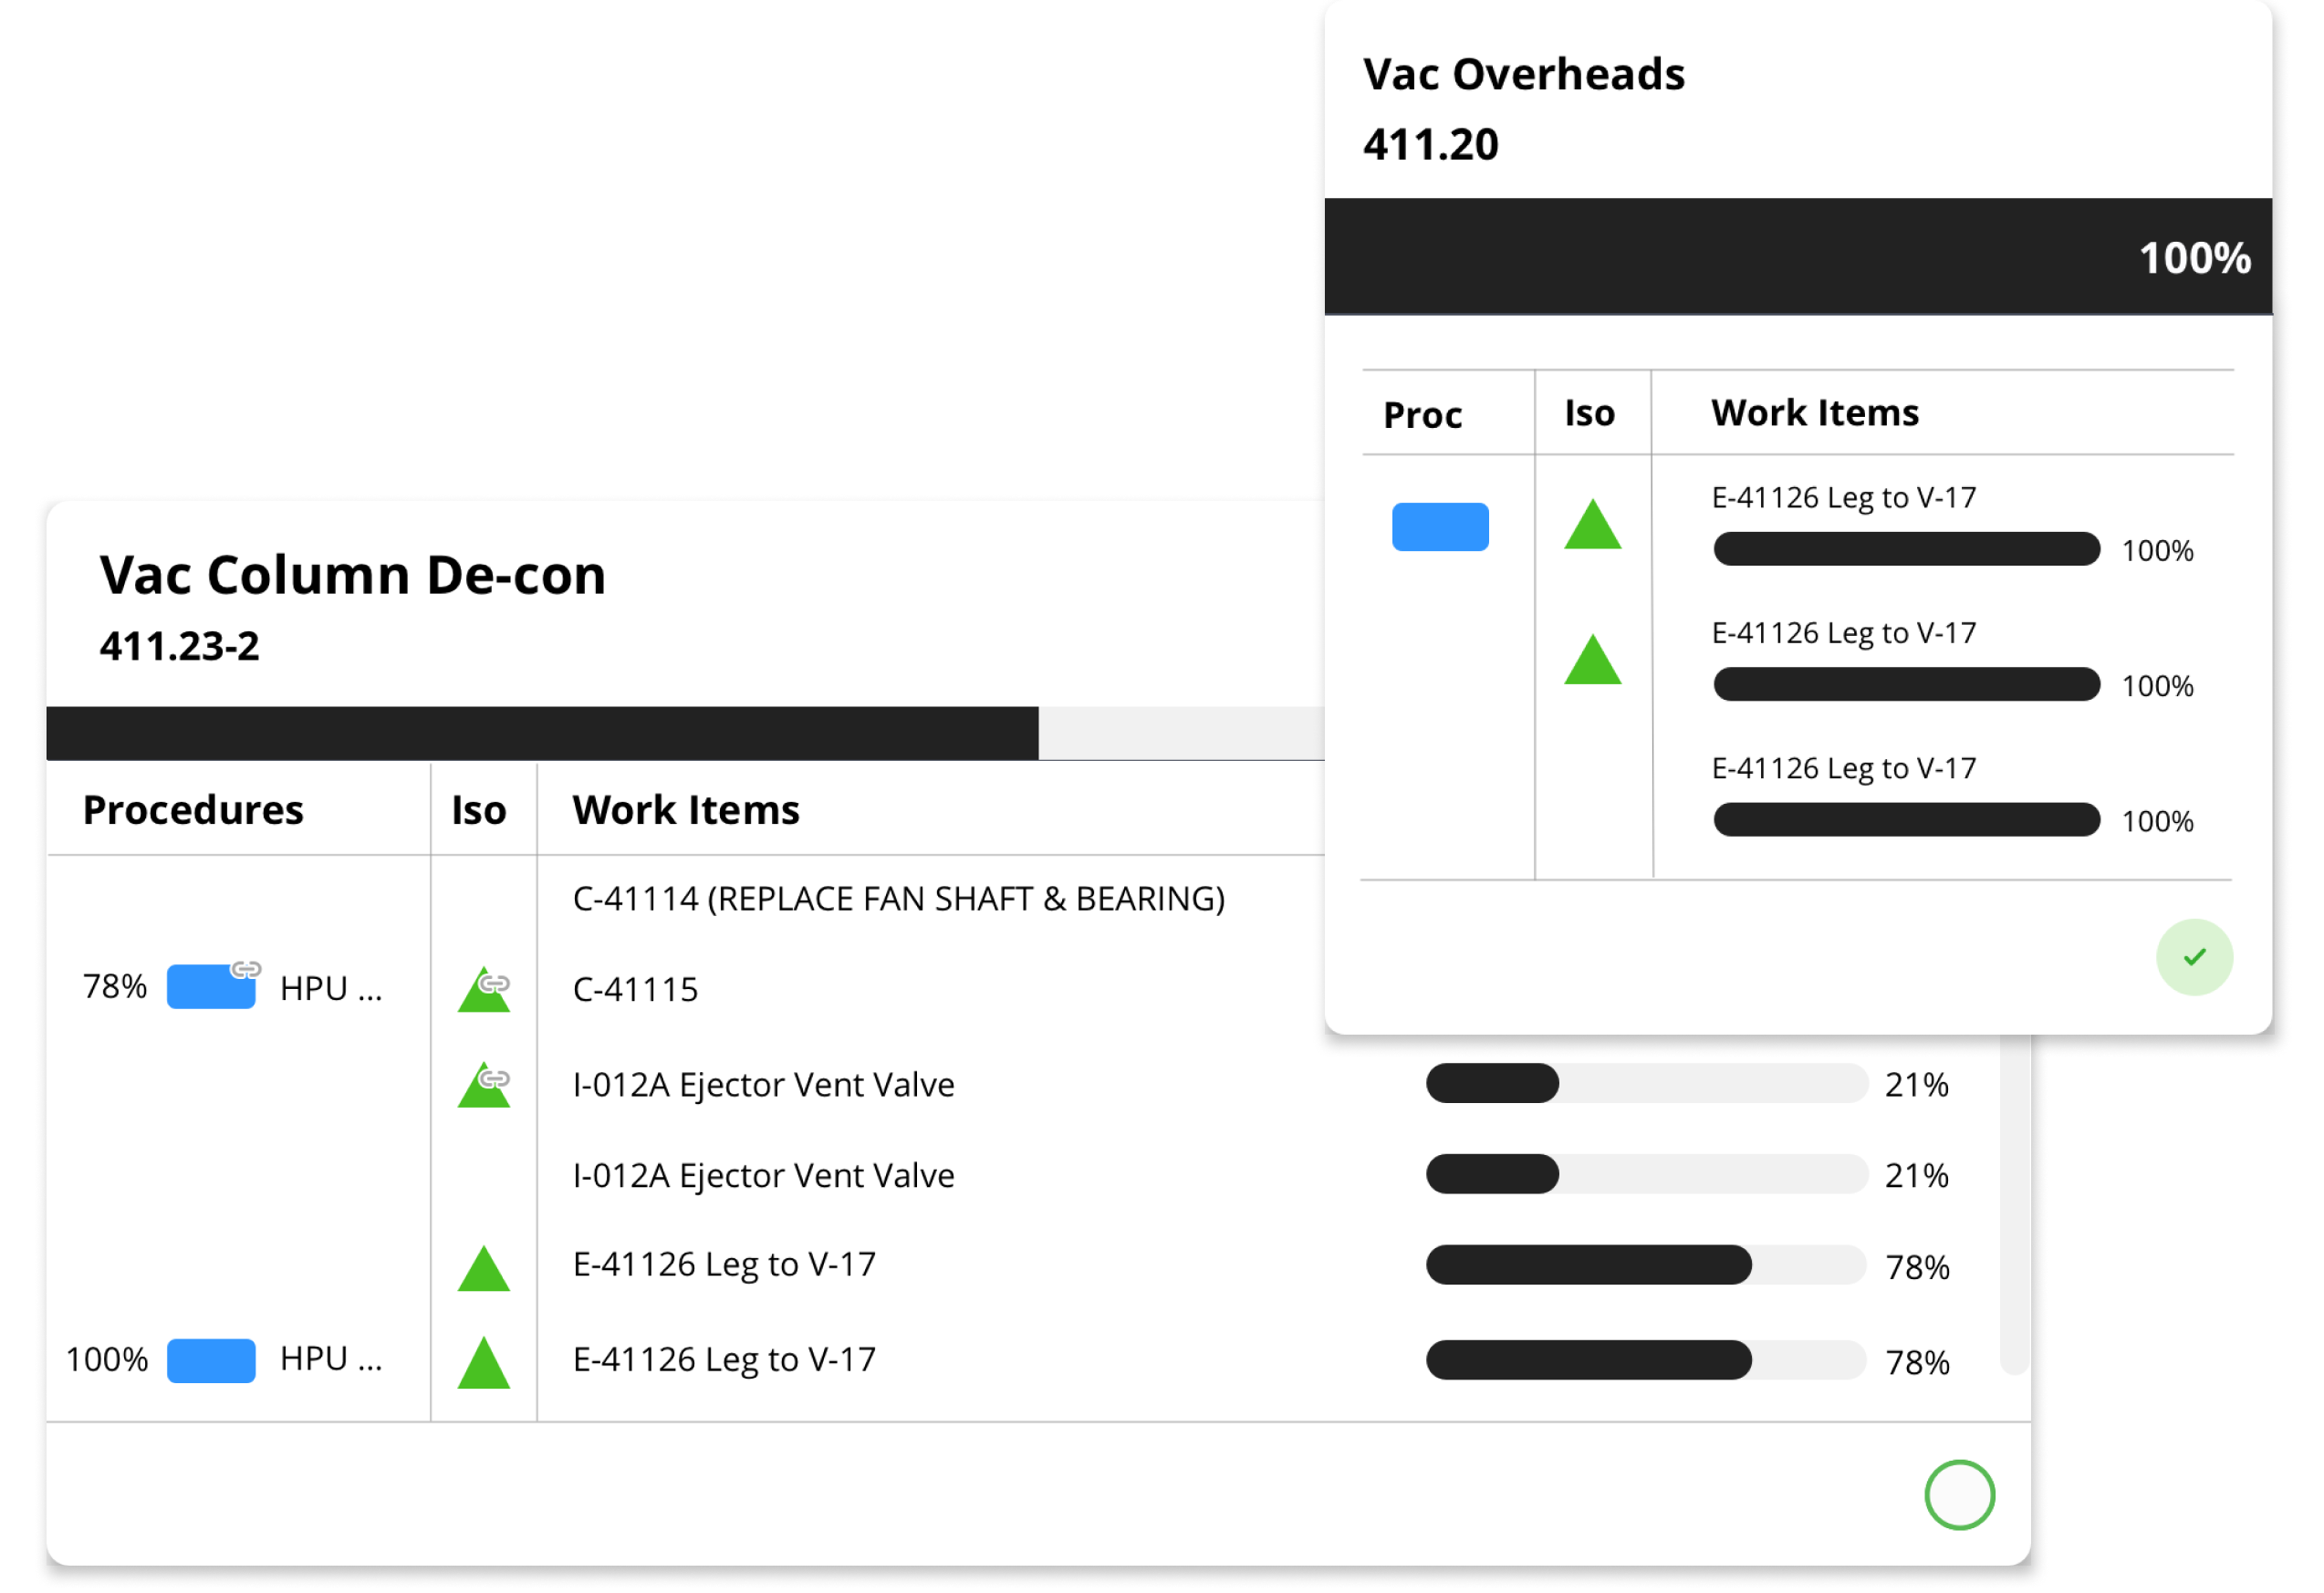 Vac Overheads
411.20
100%
Proc Iso Work Items
E-41126 Leg to V-17
100%
E-41126 Leg to V-17
100%
E-41126 Leg to V-17
100%
Vac Column De-con
411.23-2
Procedures Iso Work Items
C-41114 (REPLACE FAN SHAFT & BEARING)
78% HPU ... C-41115
I-012A Ejector Vent Valve 21%
I-012A Ejector Vent Valve 21%
E-41126 Leg to V-17 78%
100% HPU ... E-41126 Leg to V-17 78%